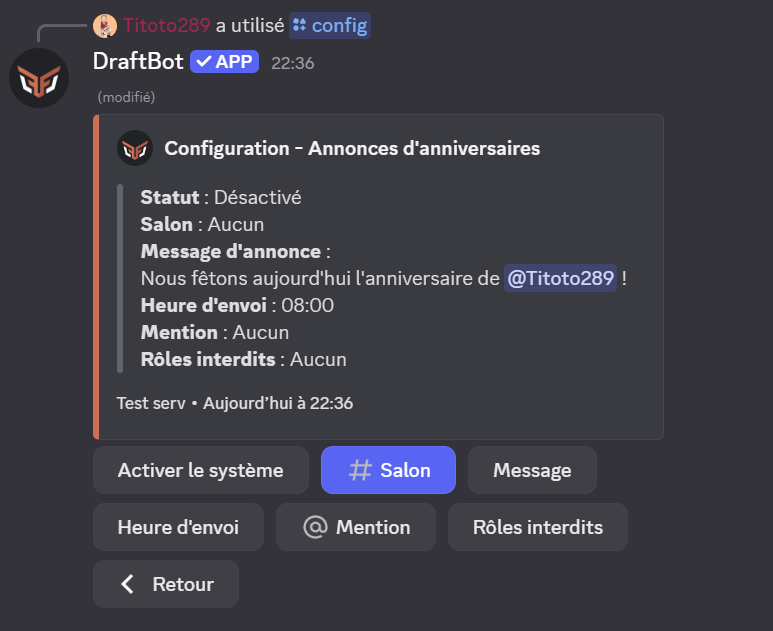 Titoto289 a utilisé config
DraftBot APP 22:36
(modifié)
Configuration - Annonces d'anniversaires
Statut : Désactivé
Salon : Aucun
Message d'annonce :
Nous fêtons aujourd'hui l'anniversaire de @Titoto289 !
Heure d'envoi : 08:00
Mention : Aucun
Rôles interdits : Aucun
Test serv • Aujourd’hui à 22:36
Activer le système # Salon Message
Heure d'envoi @ Mention Rôles interdits
Retour